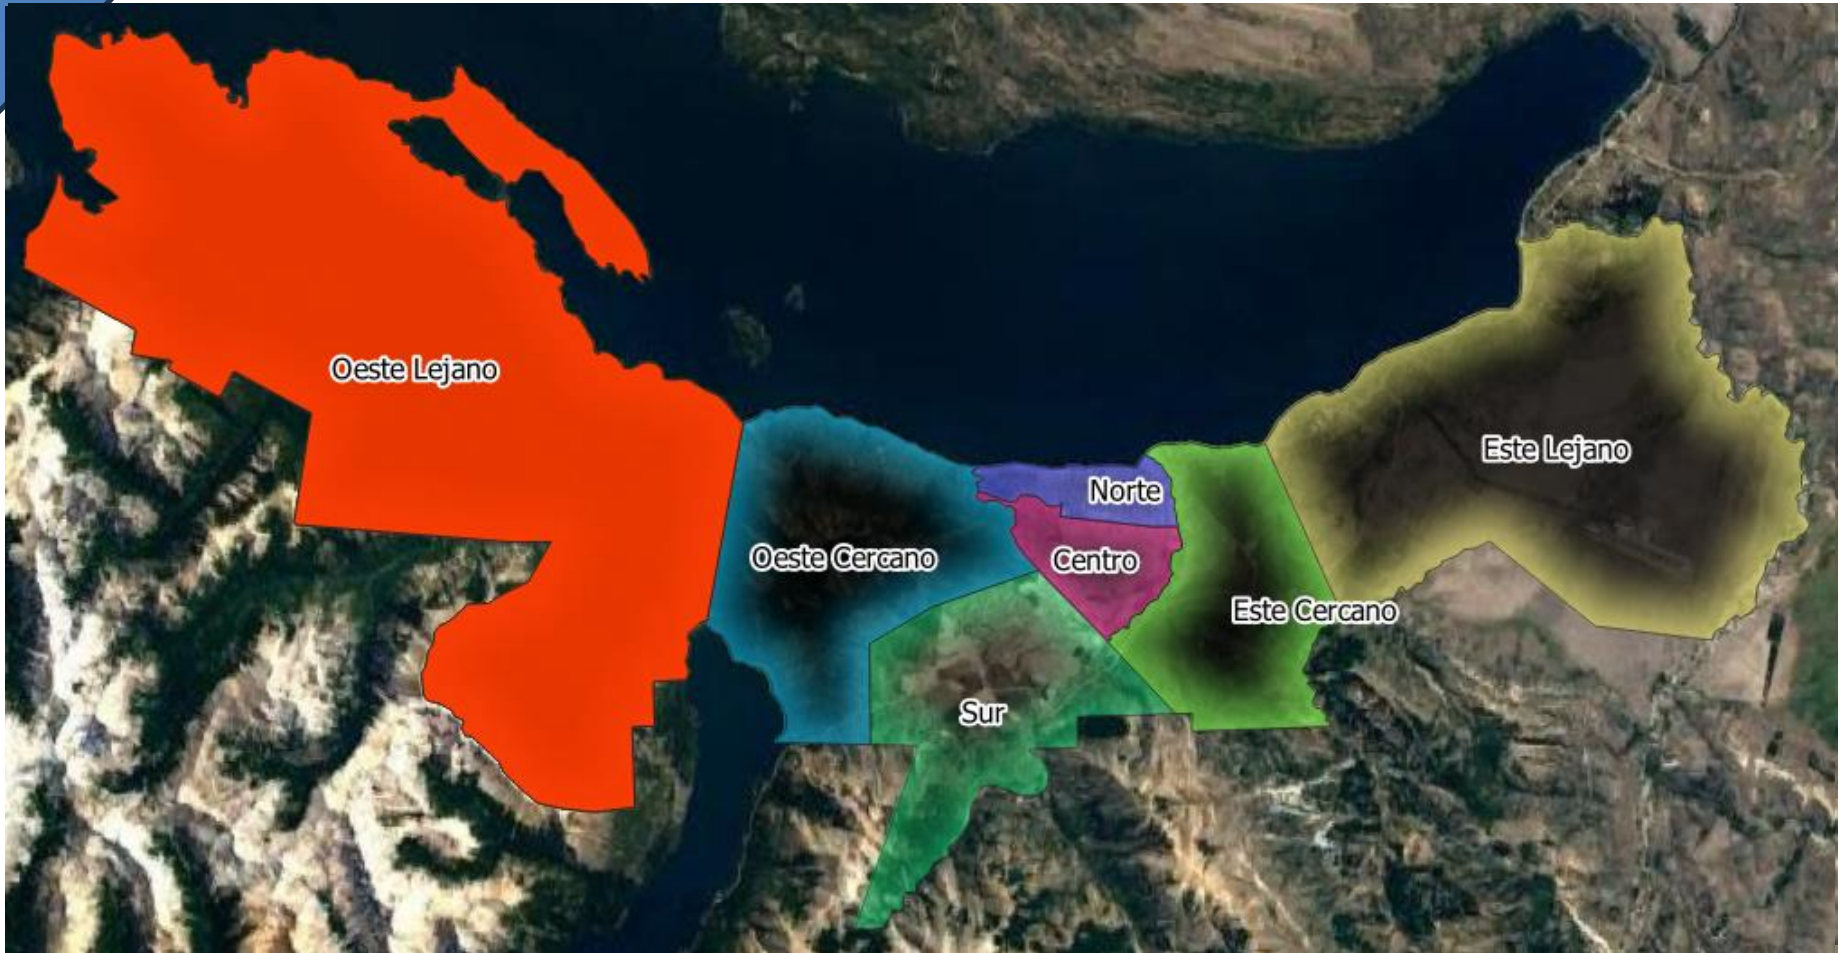 Oeste Lejano
Este Lejano
Norte
Oeste Cercano
Centro
Este Cercano
Sur